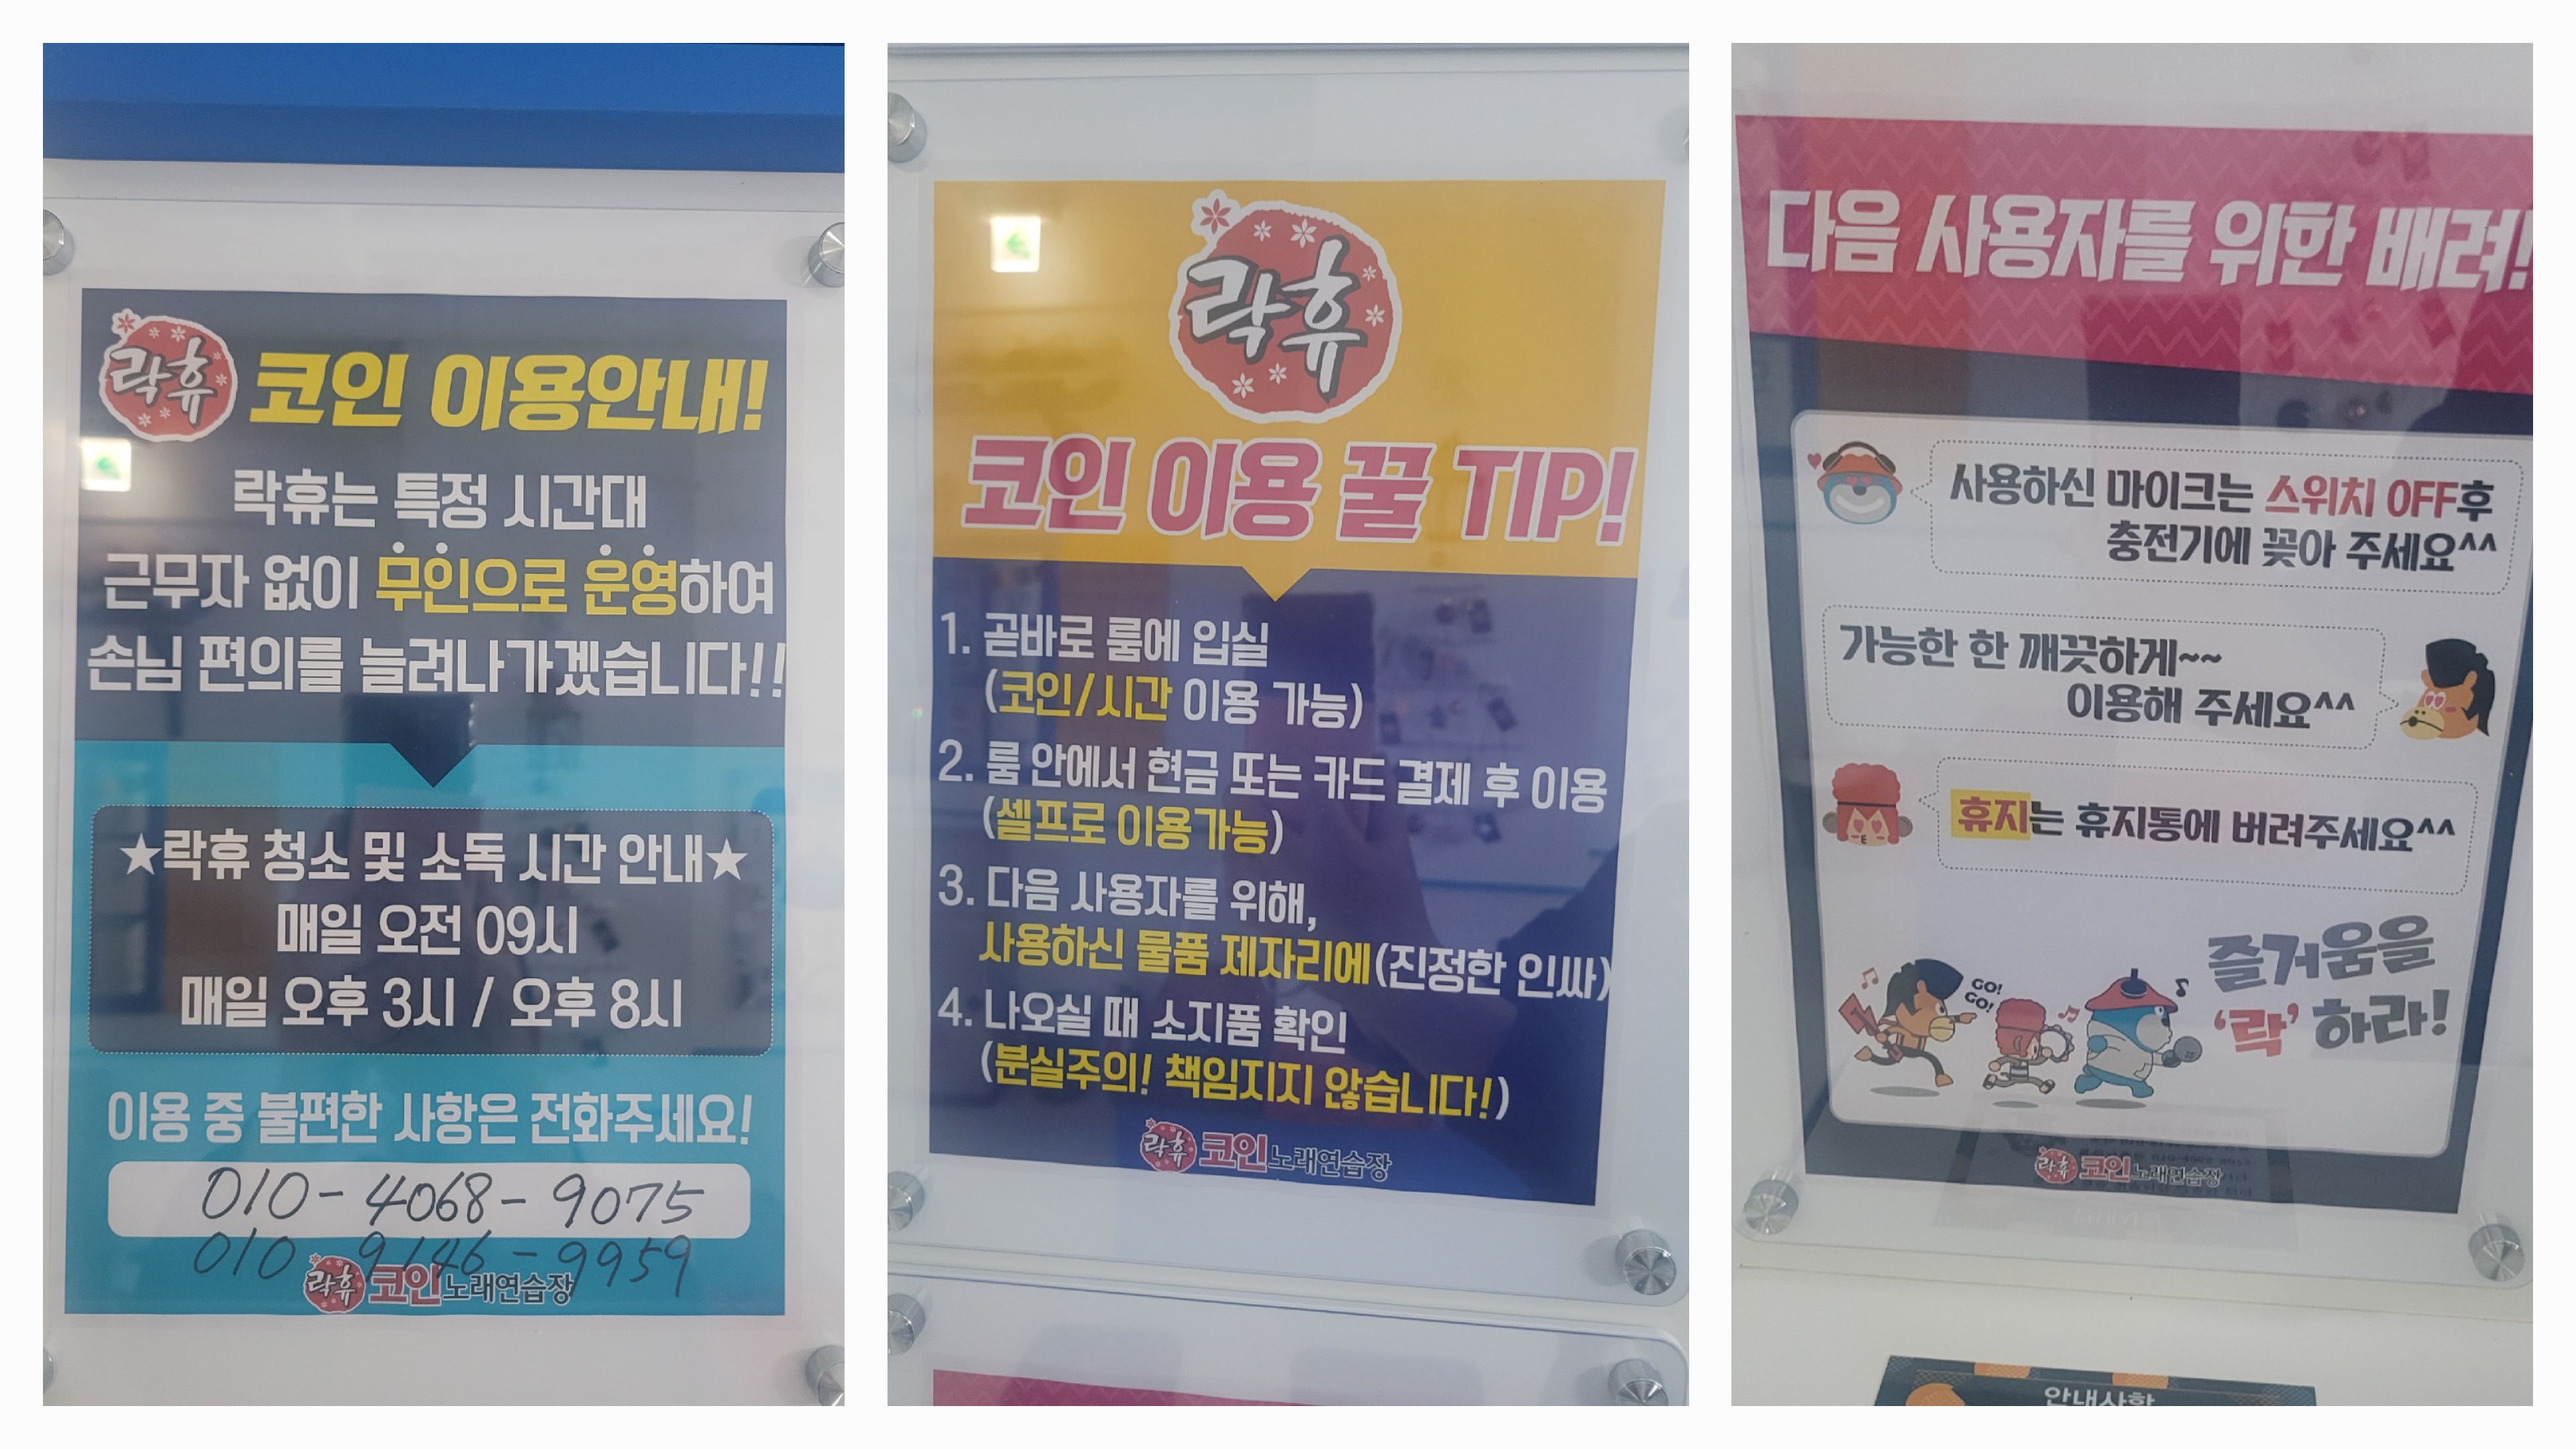 락휴 코인 이용안내!
락휴는 특정 시간대
근무자 없이 무인으로 운영하여
손님 편의를 늘려나가겠습니다!!
★락휴 청소 및 소독 시간 안내★
매일 오전 09시
매일 오후 3시 / 오후 8시
이용 중 불편한 사항은 전화주세요!
010-4068-9075
010-9146-9959
락휴 코인노래연습장
락휴
코인 이용 꿀 TIP!
1. 곧바로 룸에 입실
(코인/시간 이용 가능)
2. 룸 안에서 현금 또는 카드 결제 후 이용
(셀프로 이용가능)
3. 다음 사용자를 위해,
사용하신 물품 제자리에(진정한 인싸)
4. 나오실 때 소지품 확인
(분실주의! 책임지지 않습니다!)
락휴 코인노래연습장
다음 사용자를 위한 배려!
사용하신 마이크는 스위치 OFF후
충전기에 꽂아 주세요^^
가능한 한 깨끗하게~~
이용해 주세요^^
휴지는 휴지통에 버려주세요^^
GO!
GO!
즐거움을
‘락’ 하라!
락휴 코인노래연습장
안내사항